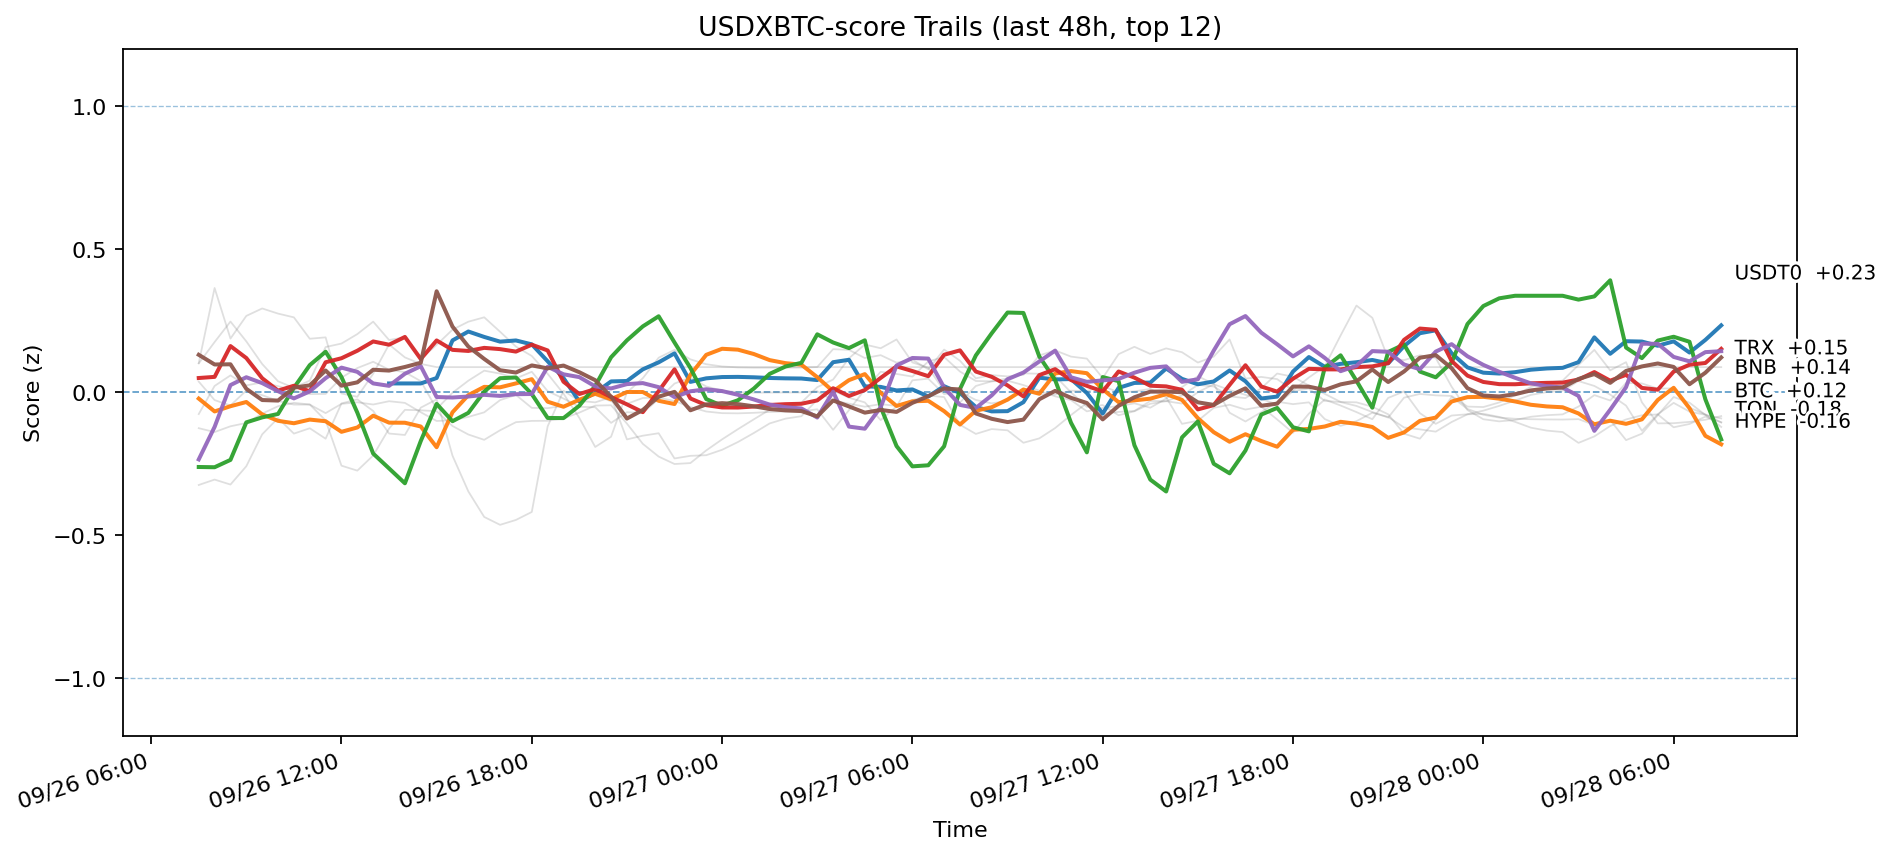 USDXBTC-score Trails (last 48h, top 12)
Score (z)
1.0
0.5
0.0
−0.5
−1.0
USDT0 +0.23
TRX +0.15
BNB +0.14
BTC +0.12
TON -0.18
HYPE -0.16
09/26 06:00
09/26 12:00
09/26 18:00
09/27 00:00
09/27 06:00
09/27 12:00
09/27 18:00
09/28 00:00
09/28 06:00
Time